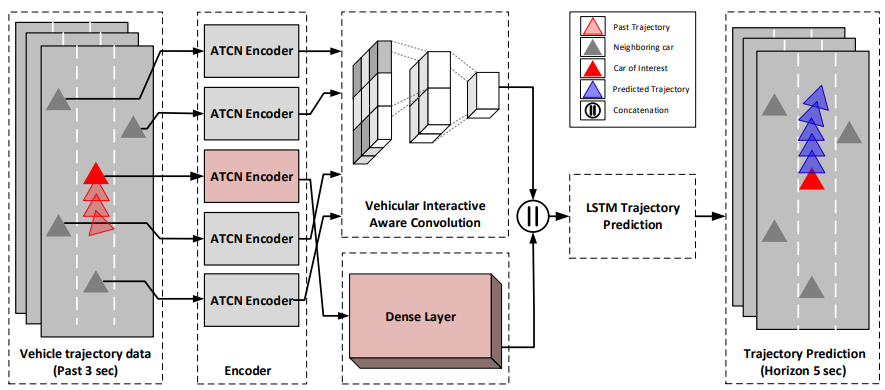 Vehicle trajectory data
(Past 3 sec)
ATCN Encoder
ATCN Encoder
ATCN Encoder
ATCN Encoder
ATCN Encoder
Encoder
Vehicular Interactive
Aware Convolution
Dense Layer
LSTM Trajectory
Prediction
Past Trajectory
Neighboring car
Car of Interest
Predicted Trajectory
Concatenation
Trajectory Prediction
(Horizon 5 sec)